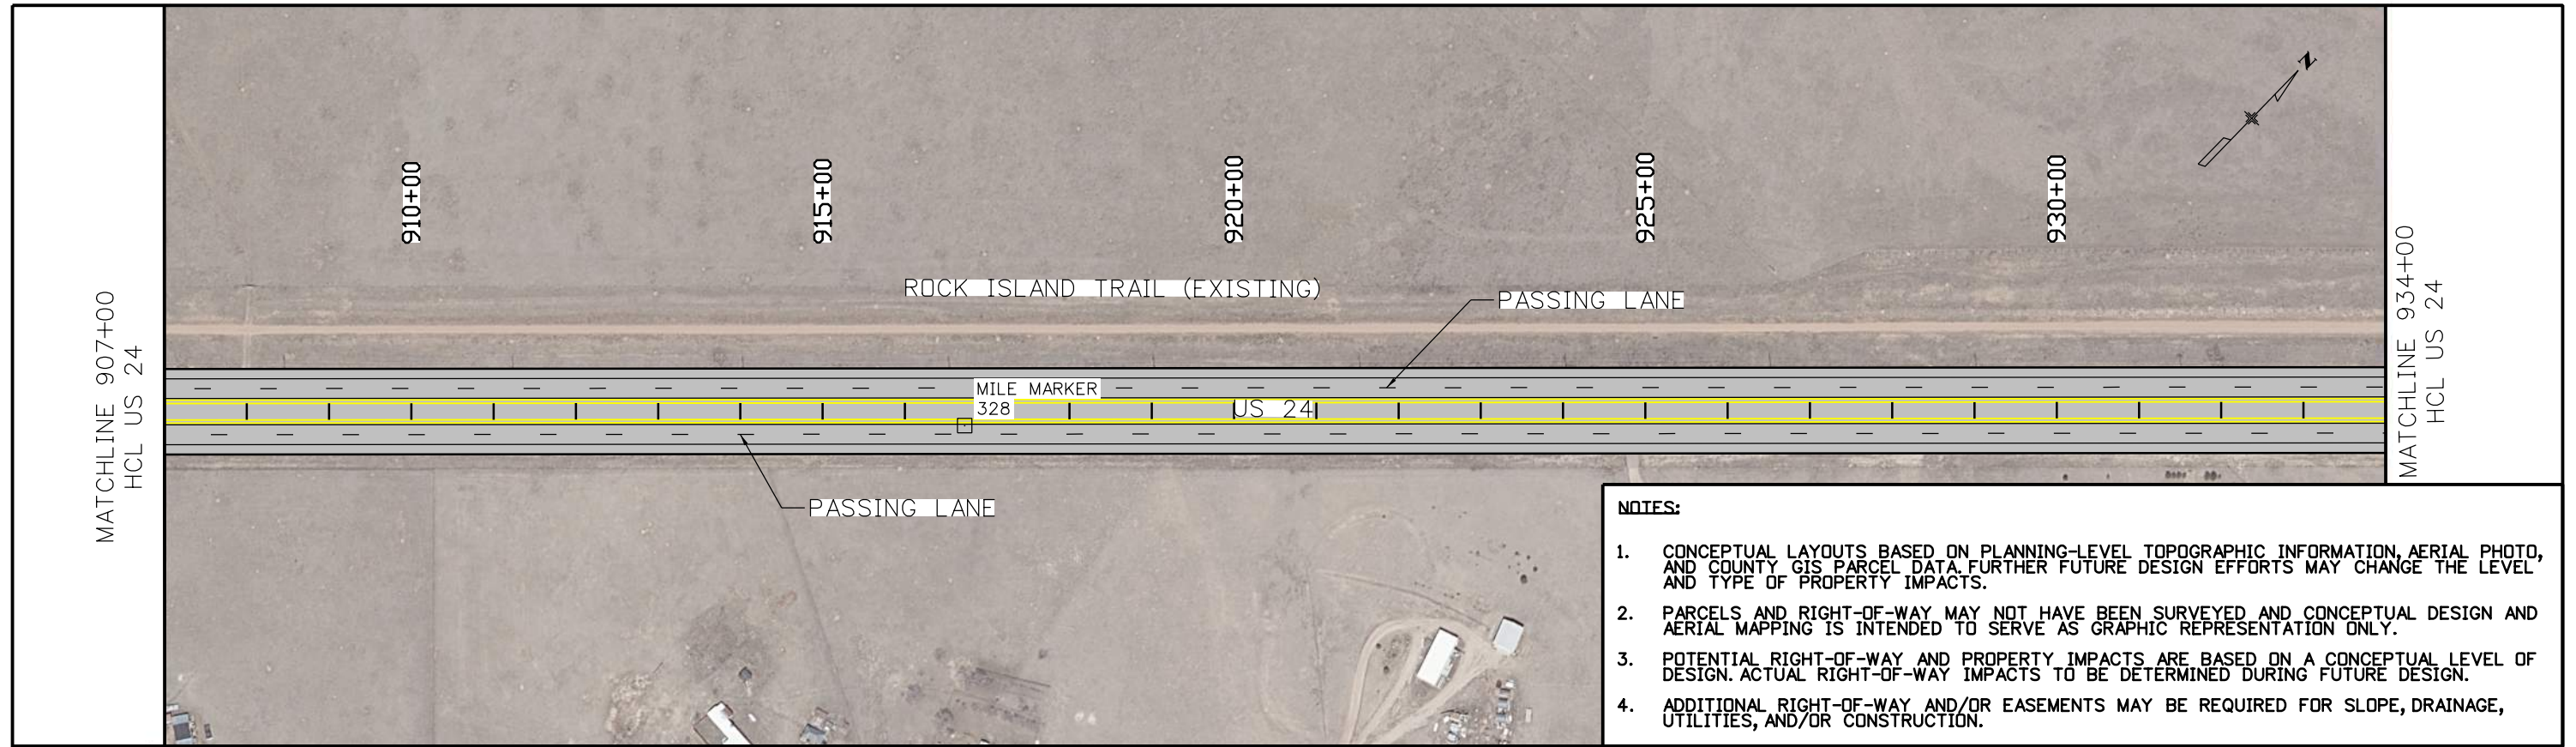 MATCHLINE 907+00
HCL US 24
910+00
915+00
920+00
925+00
930+00
N
ROCK ISLAND TRAIL (EXISTING)
PASSING LANE
MILE MARKER
328
US 24
PASSING LANE
MATCHLINE 934+00
HCL US 24
NOTES:
1. CONCEPTUAL LAYOUTS BASED ON PLANNING-LEVEL TOPOGRAPHIC INFORMATION, AERIAL PHOTO,
AND COUNTY GIS PARCEL DATA. FURTHER FUTURE DESIGN EFFORTS MAY CHANGE THE LEVEL
AND TYPE OF PROPERTY IMPACTS.
2. PARCELS AND RIGHT-OF-WAY MAY NOT HAVE BEEN SURVEYED AND CONCEPTUAL DESIGN AND
AERIAL MAPPING IS INTENDED TO SERVE AS GRAPHIC REPRESENTATION ONLY.
3. POTENTIAL RIGHT-OF-WAY AND PROPERTY IMPACTS ARE BASED ON A CONCEPTUAL LEVEL OF
DESIGN. ACTUAL RIGHT-OF-WAY IMPACTS TO BE DETERMINED DURING FUTURE DESIGN.
4. ADDITIONAL RIGHT-OF-WAY AND/OR EASEMENTS MAY BE REQUIRED FOR SLOPE, DRAINAGE,
UTILITIES, AND/OR CONSTRUCTION.